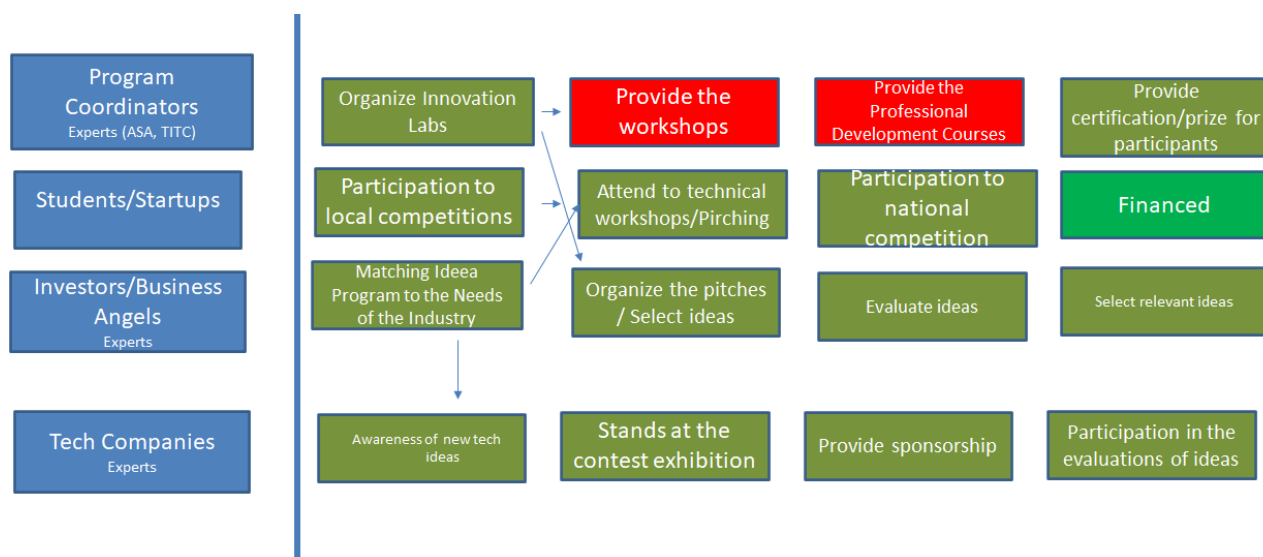 Program
Coordinators
Experts (ASA, TITC)
Organize Innovation
Labs
Provide the
workshops
Provide the
Professional
Development Courses
Provide
certification/prize for
participants
Students/Startups
Participation to
local competitions
Attend to technical
workshops/Pirching
Participation to
national
competition
Financed
Investors/Business
Angels
Experts
Matching Ideea
Program to the Needs
of the Industry
Organize the pitches
/ Select ideas
Evaluate ideas
Select relevant ideas
Tech Companies
Experts
Awareness of new tech
ideas
Stands at the
contest exhibition
Provide sponsorship
Participation in the
evaluations of ideas